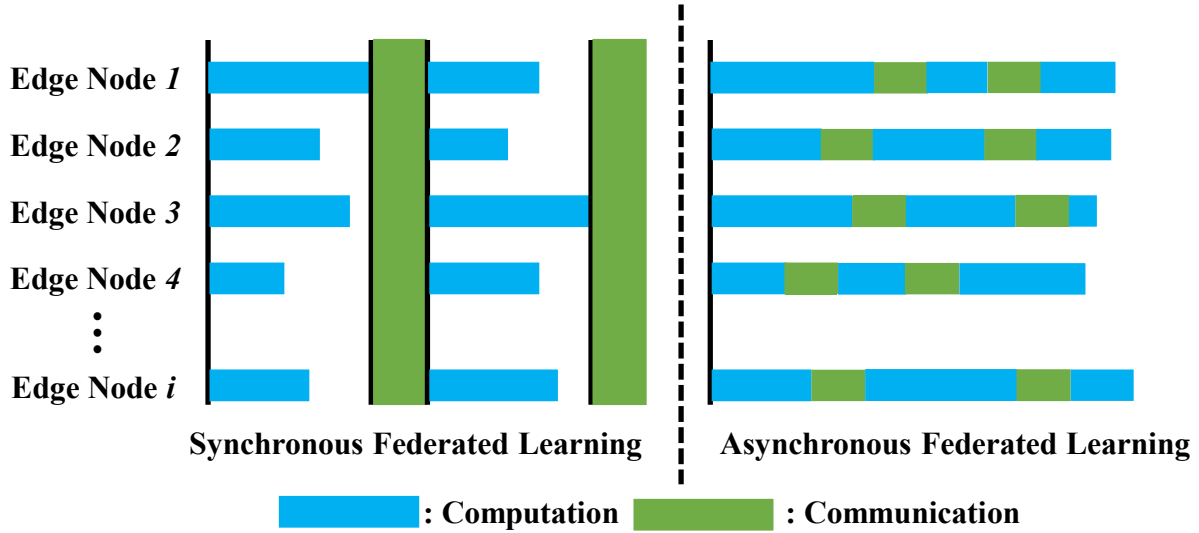 Edge Node 1
Edge Node 2
Edge Node 3
Edge Node 4
Edge Node i
Synchronous Federated Learning
Asynchronous Federated Learning
: Computation
: Communication